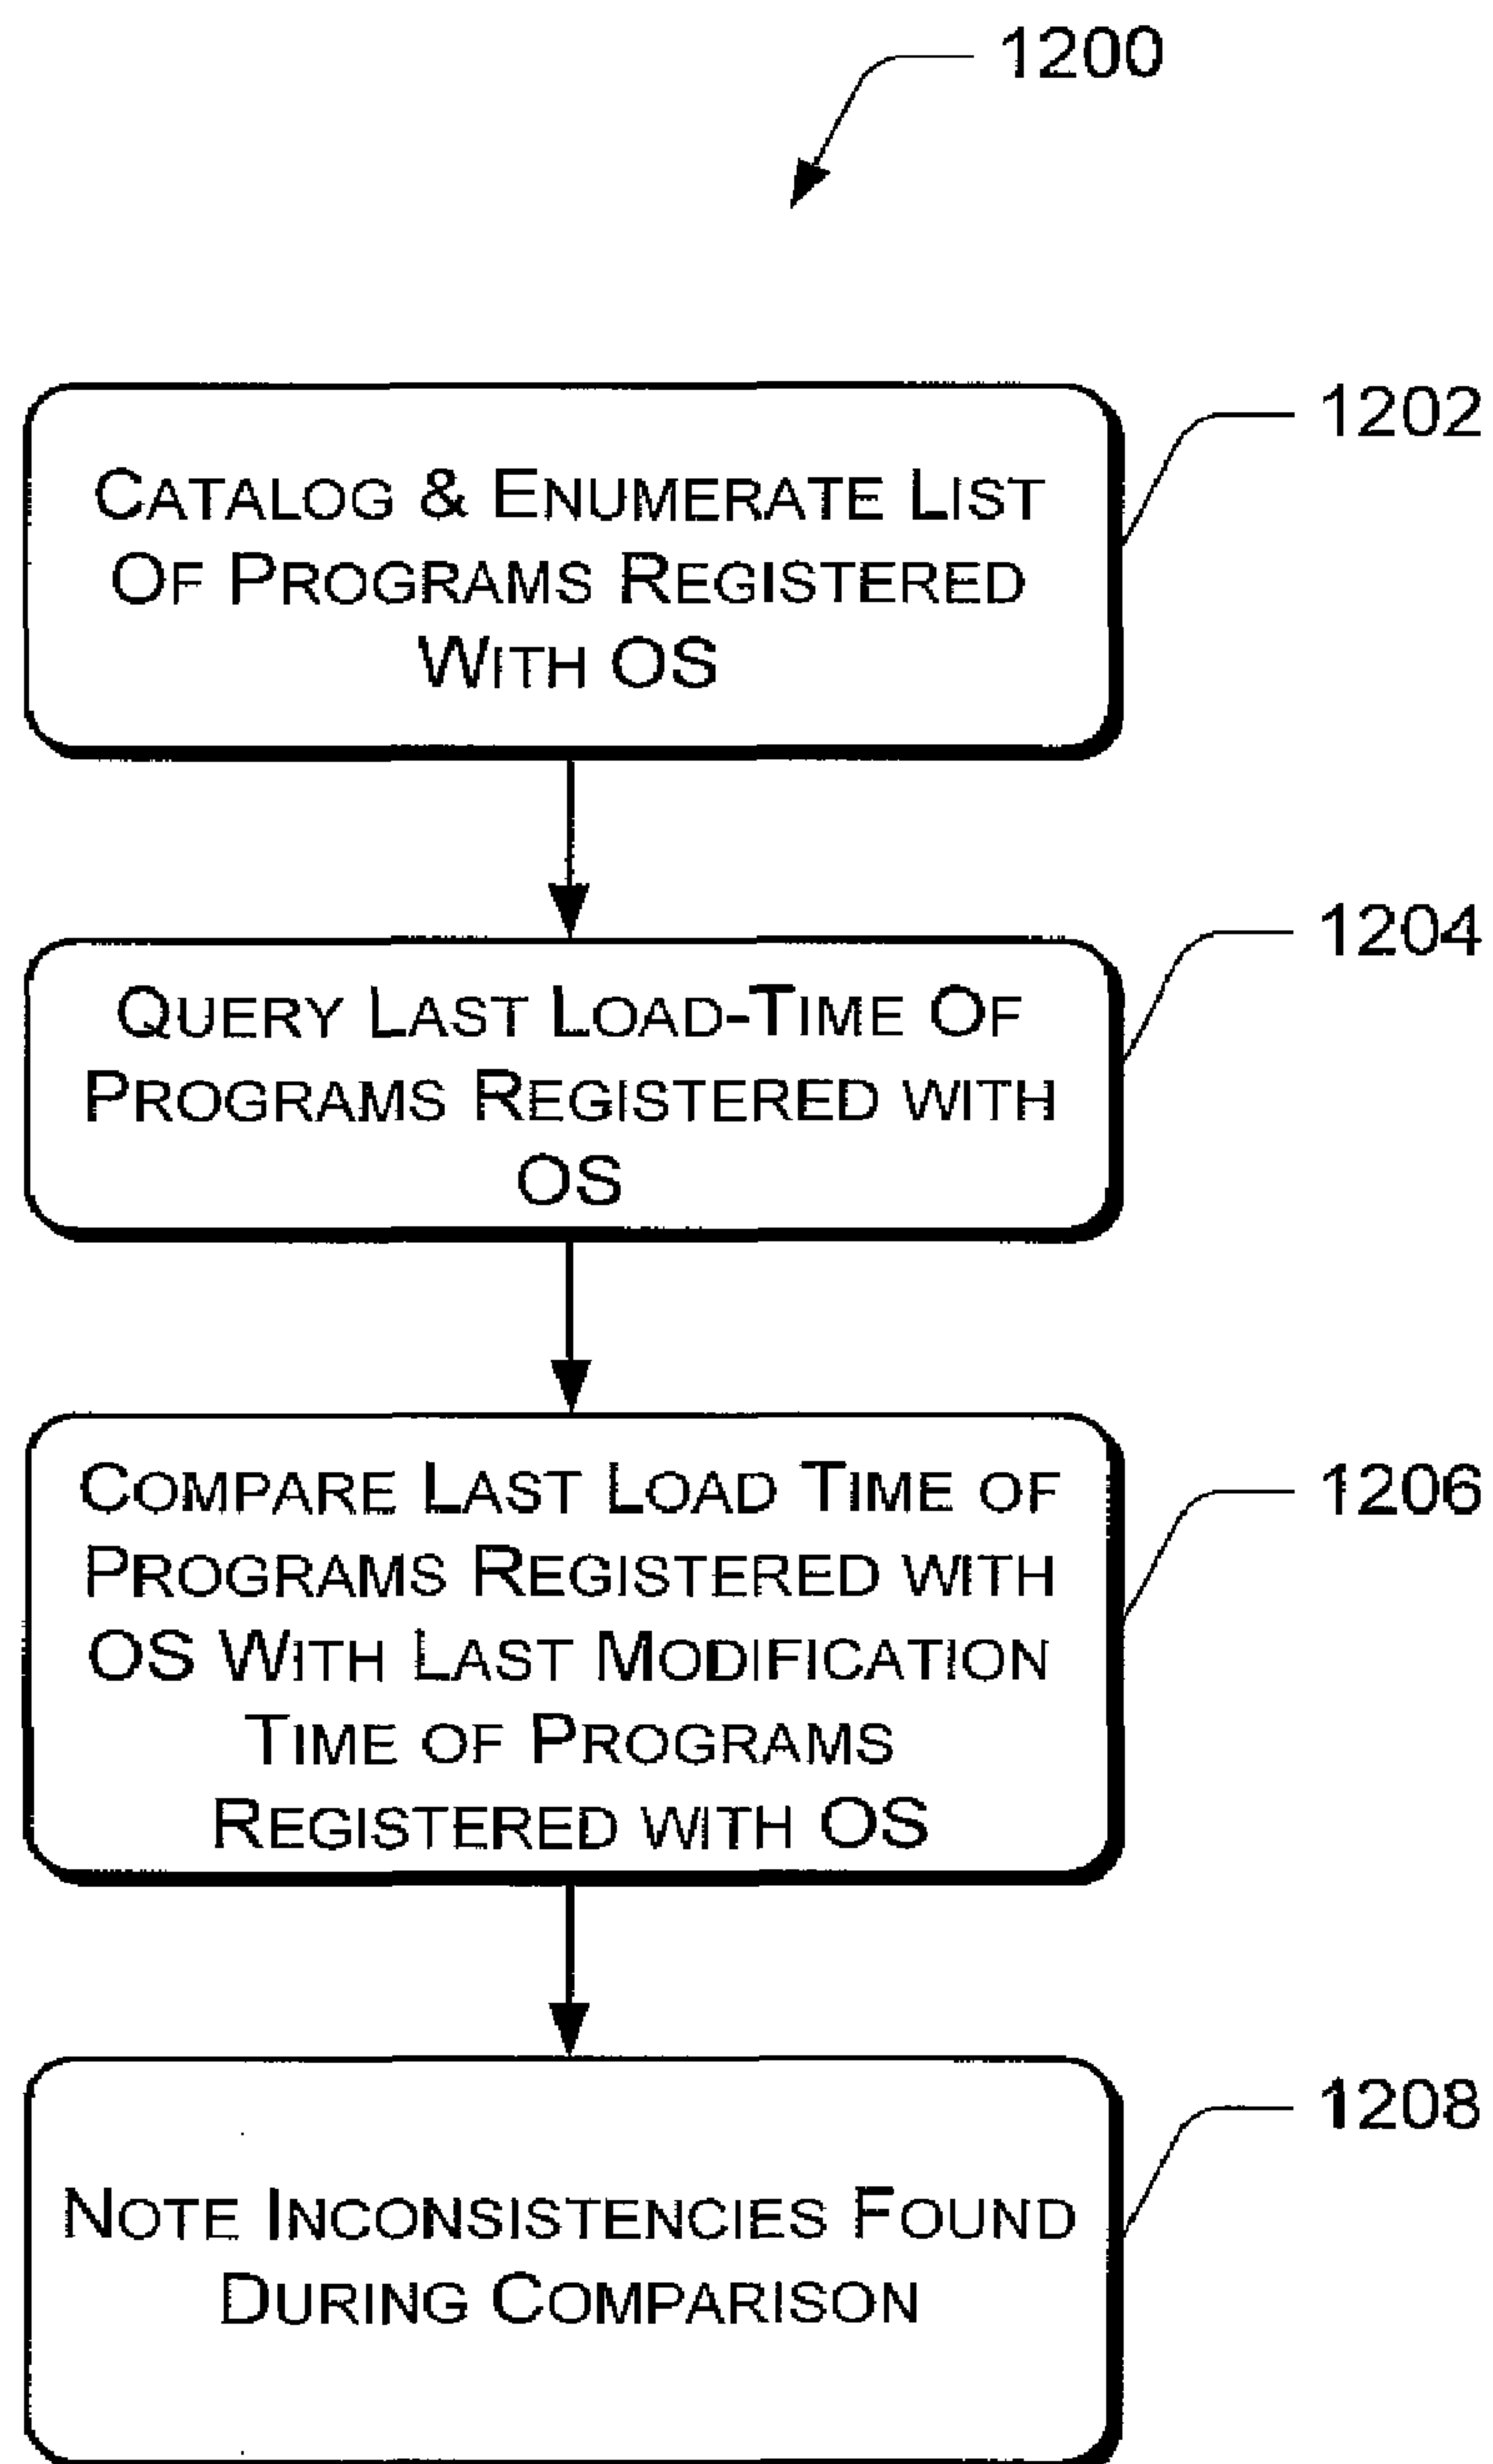 1200
1202
CATALOG & ENUMERATE LIST
OF PROGRAMS REGISTERED
WITH OS
1204
QUERY LAST LOAD-TIME OF
PROGRAMS REGISTERED WITH
OS
1206
COMPARE LAST LOAD TIME OF
PROGRAMS REGISTERED WITH
OS WITH LAST MODIFICATION
TIME OF PROGRAMS
REGISTERED WITH OS
1208
NOTE INCONSISTENCIES FOUND
DURING COMPARISON